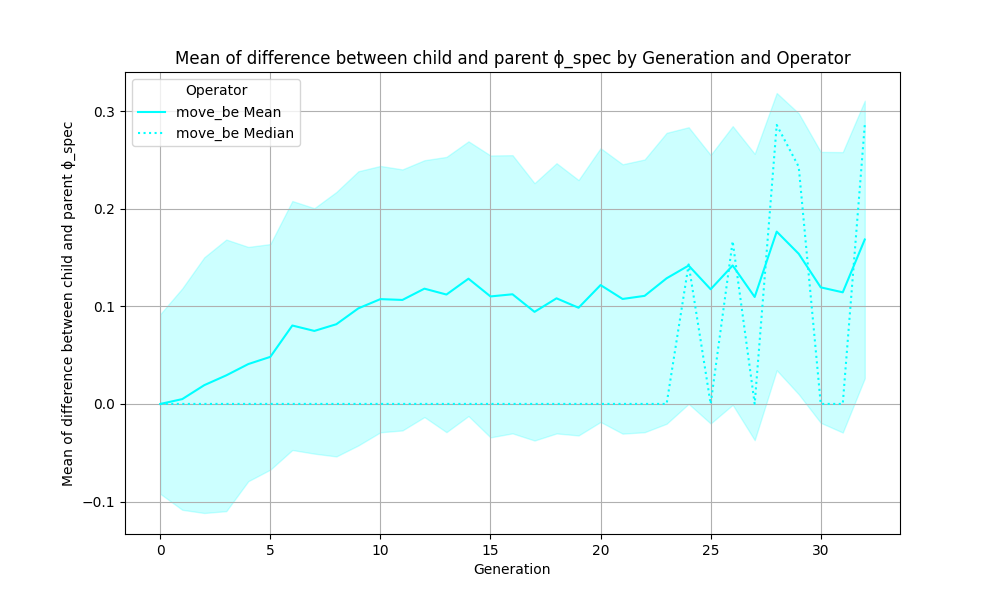 Mean of difference between child and parent ϕ_spec by Generation and Operator
Operator
move_be Mean
move_be Median
Mean of difference between child and parent ϕ_spec
0.3
0.2
0.1
0.0
−0.1
0 5 10 15 20 25 30
Generation